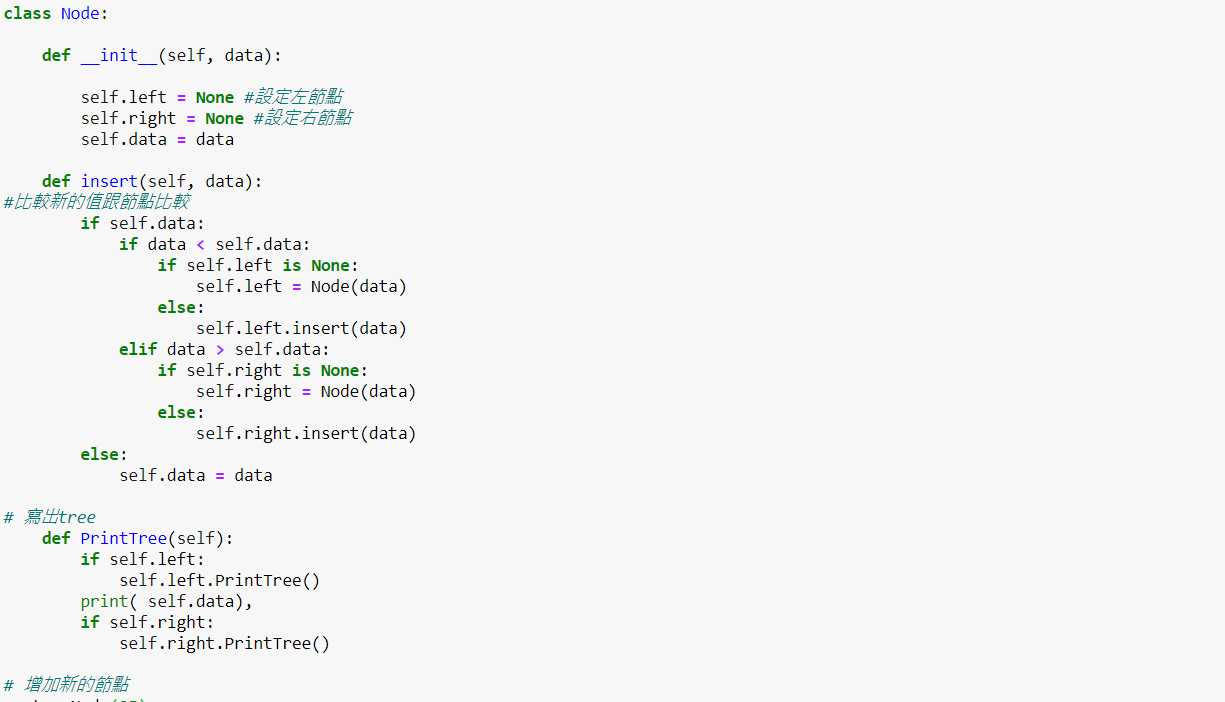 class Node:
    def __init__(self, data):
        self.left = None #設定左節點
        self.right = None #設定右節點
        self.data = data
    def insert(self, data):
#比較新的值跟節點比較
        if self.data:
            if data < self.data:
                if self.left is None:
                    self.left = Node(data)
                else:
                    self.left.insert(data)
            elif data > self.data:
                if self.right is None:
                    self.right = Node(data)
                else:
                    self.right.insert(data)
        else:
            self.data = data
# 寫出tree
    def PrintTree(self):
        if self.left:
            self.left.PrintTree()
        print( self.data),
        if self.right:
            self.right.PrintTree()
# 增加新的節點